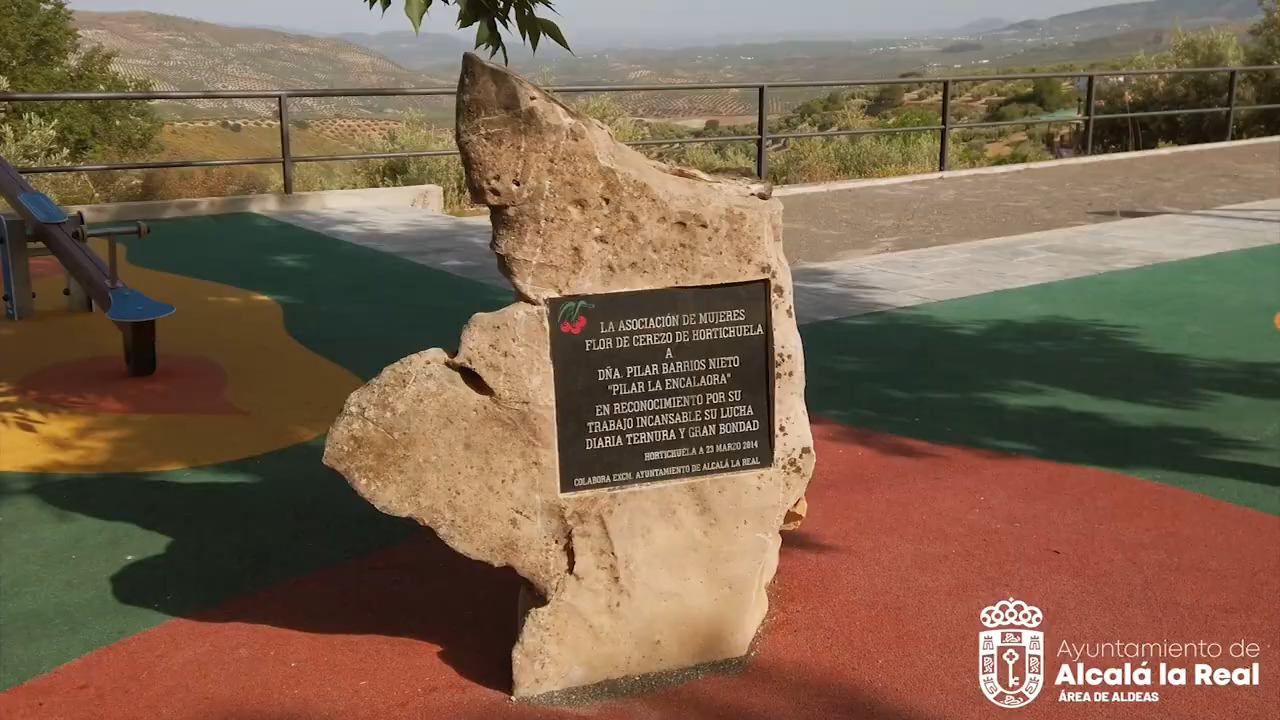 LA ASOCIACIÓN DE MUJERES
FLOR DE CEREZO DE HORTICHUELA
A
DÑA. PILAR BARRIOS NIETO
"PILAR LA ENCALAORA"
EN RECONOCIMIENTO POR SU
TRABAJO INCANSABLE SU LUCHA
DIARIA TERNURA Y GRAN BONDAD
HORTICHUELA A 23 MARZO 2014
COLABORA EXCM. AYUNTAMIENTO DE ALCALÁ LA REAL
Ayuntamiento de
Alcalá la Real
ÁREA DE ALDEAS